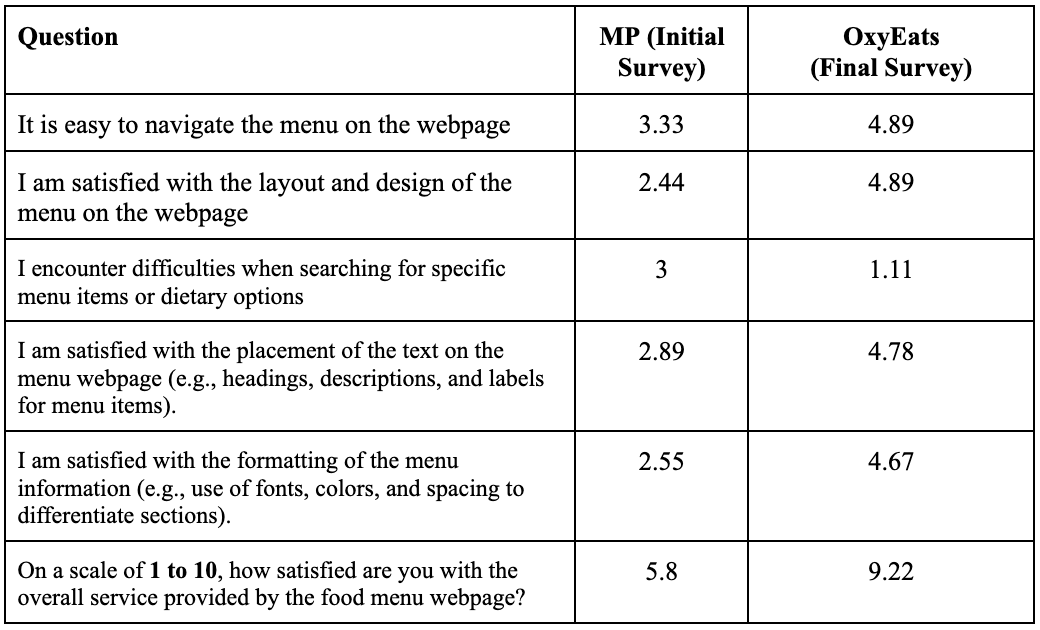 Question MP (Initial OxyEats
Survey) (Final Survey)
It is easy to navigate the menu on the webpage 3.33 4.89
I am satisfied with the layout and design of the 2.44 4.89
menu on the webpage
I encounter difficulties when searching for specific 3 1.11
menu items or dietary options
I am satisfied with the placement of the text on the 2.89 4.78
menu webpage (e.g., headings, descriptions, and labels
for menu items).
I am satisfied with the formatting of the menu 2.55 4.67
information (e.g., use of fonts, colors, and spacing to
differentiate sections).
On a scale of 1 to 10, how satisfied are you with the 5.8 9.22
overall service provided by the food menu webpage?